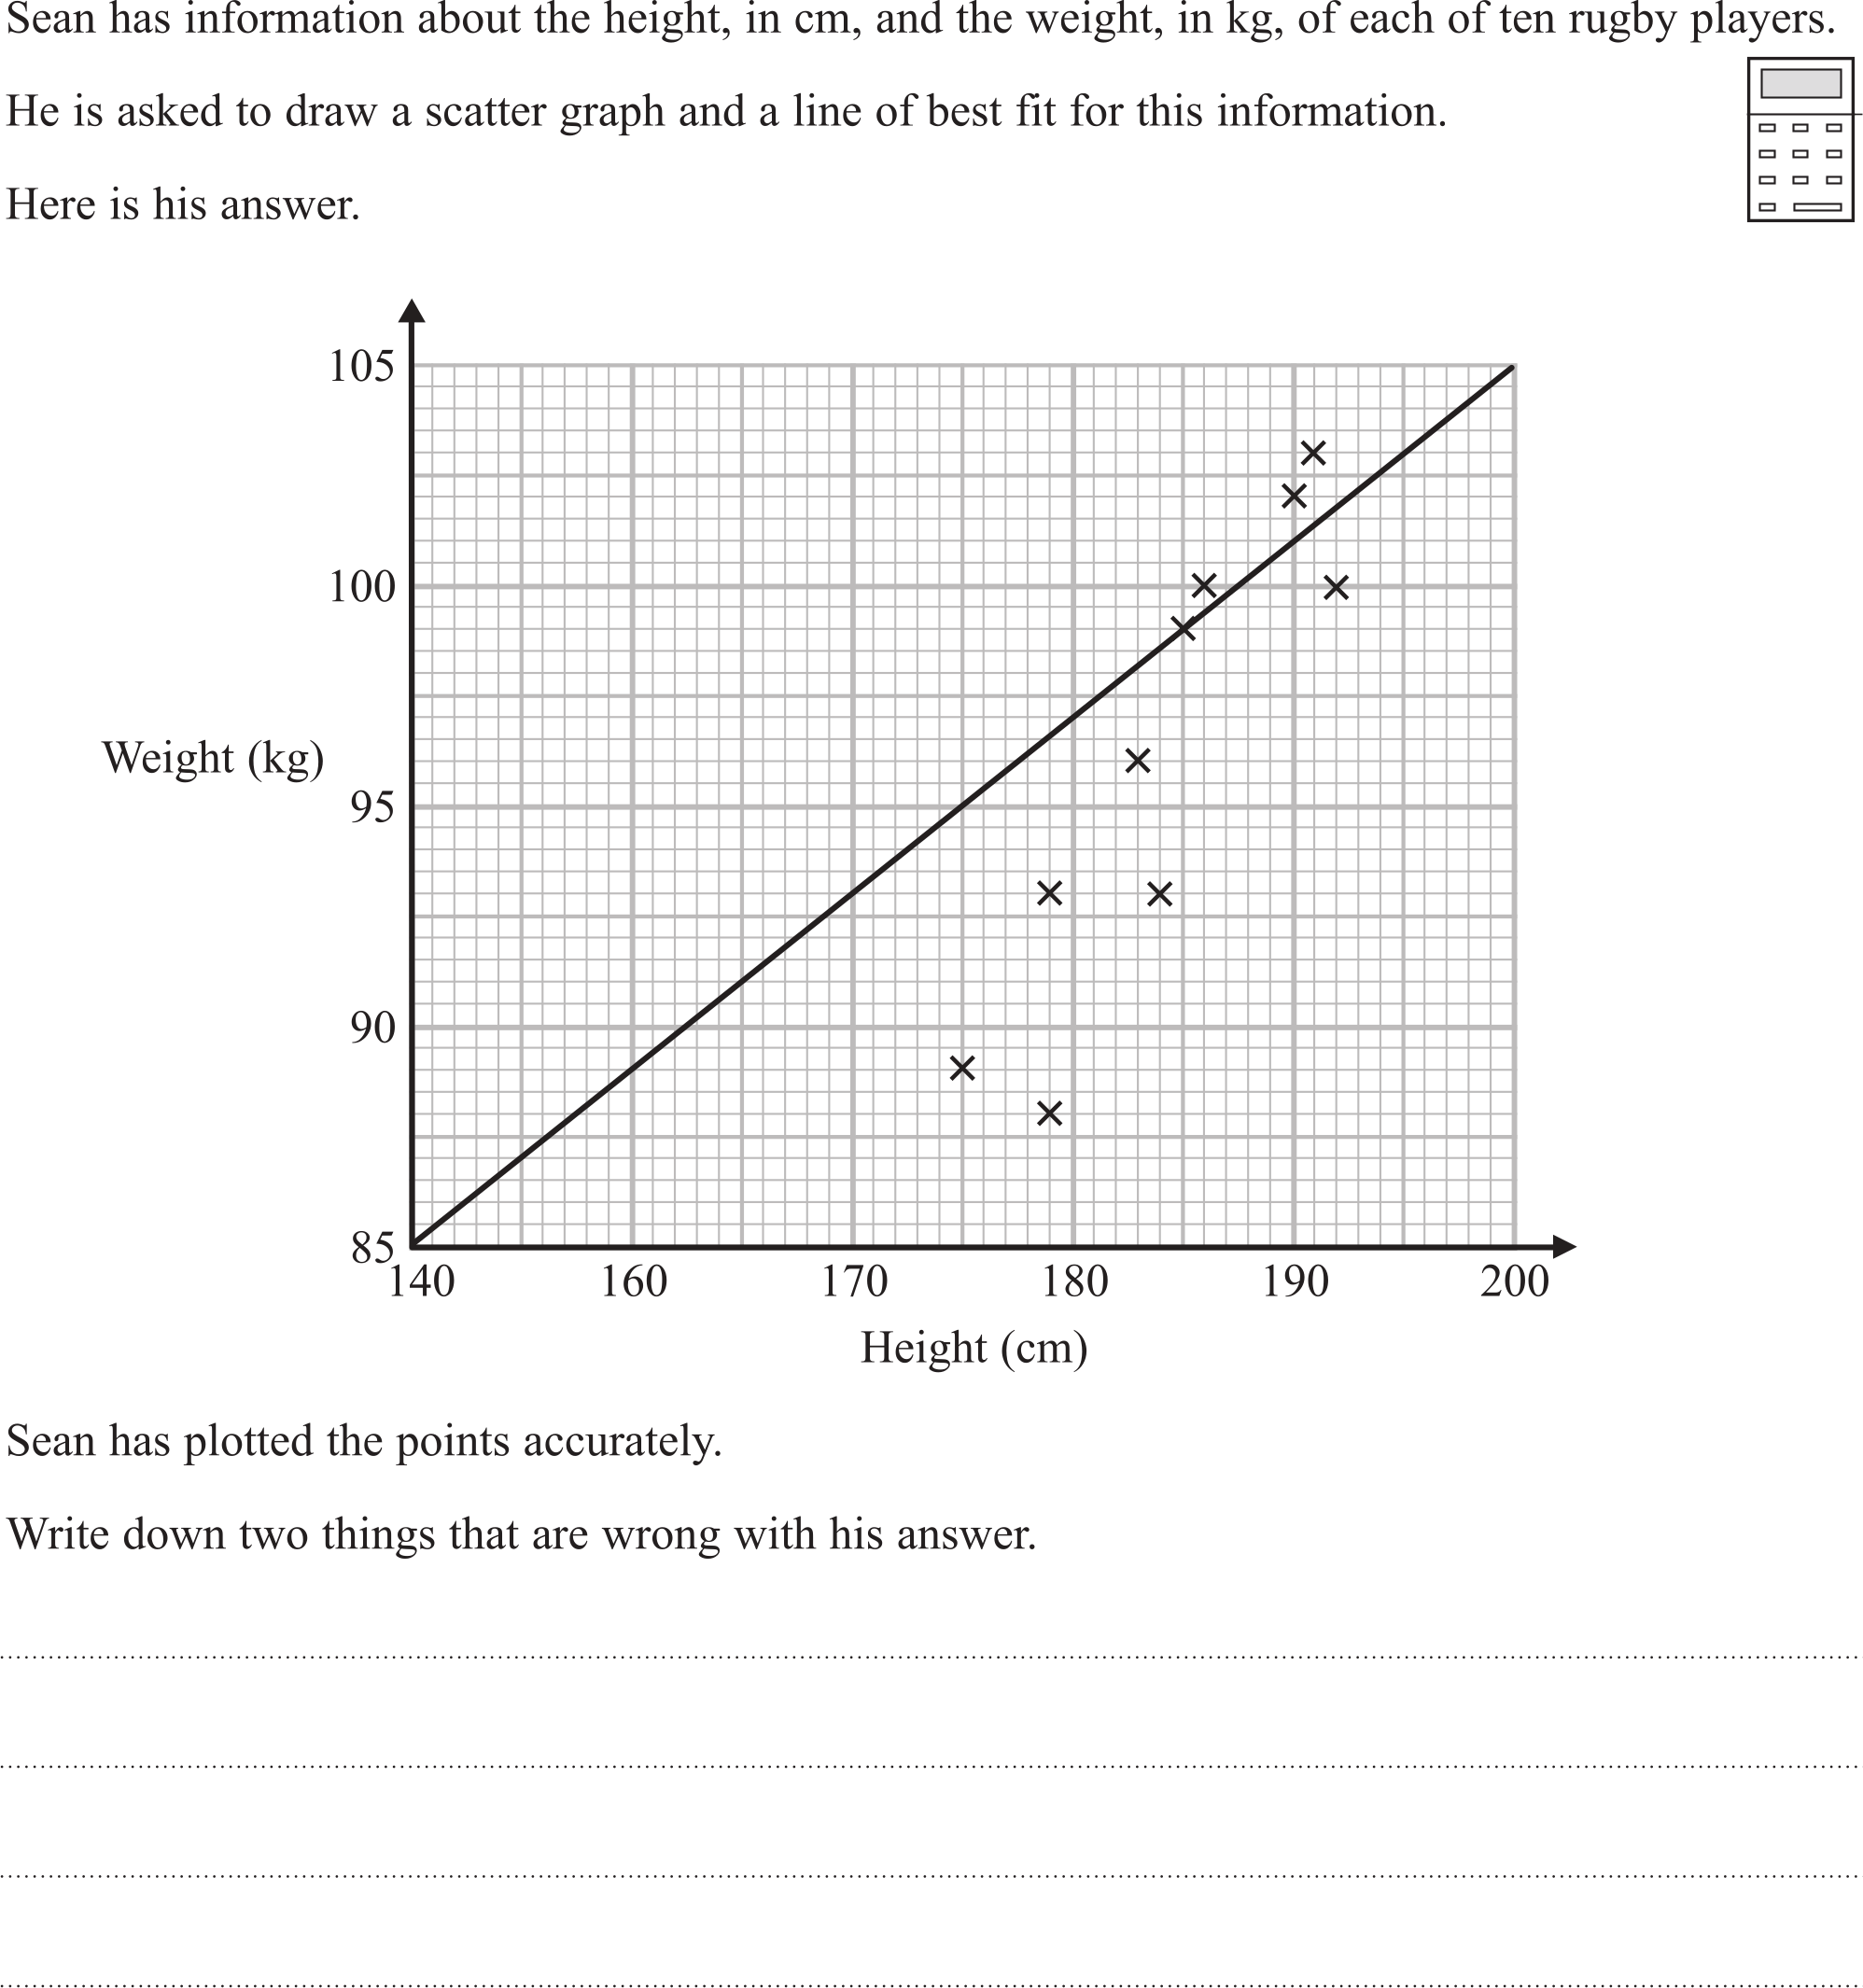 Sean has information about the height, in cm, and the weight, in kg, of each of ten rugby players.
He is asked to draw a scatter graph and a line of best fit for this information.
Here is his answer.
105
100
Weight (kg)
95
90
85
140 160 170 180 190 200
Height (cm)
Sean has plotted the points accurately.
Write down two things that are wrong with his answer.